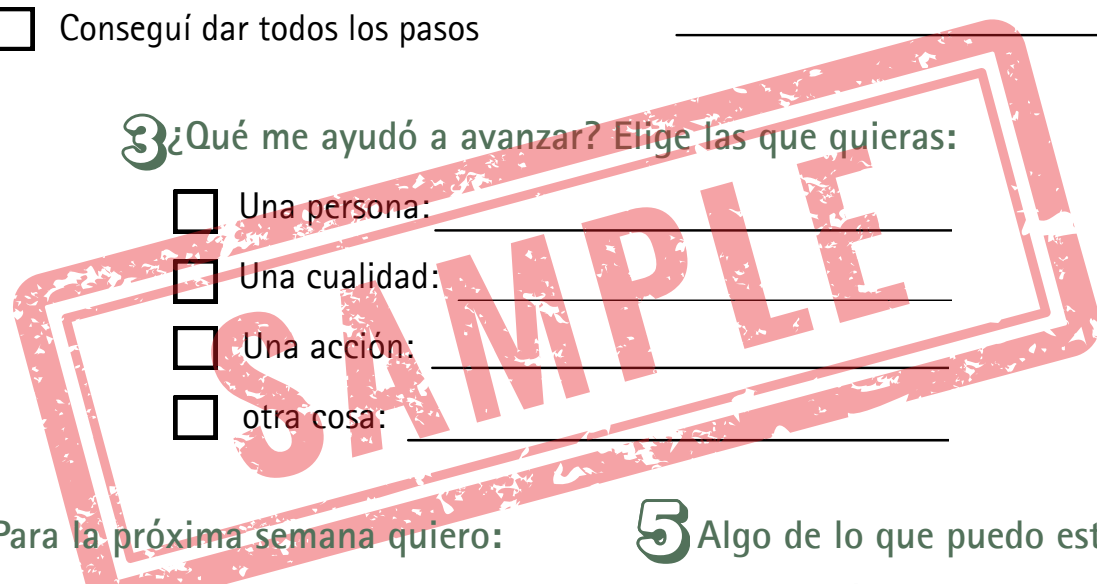 Conseguí dar todos los pasos
3 ¿Qué me ayudó a avanzar? Elige las que quieras:
Una persona:
Una cualidad:
Una acción:
otra cosa:
SAMPLE
Para la próxima semana quiero:
5 Algo de lo que puedo est